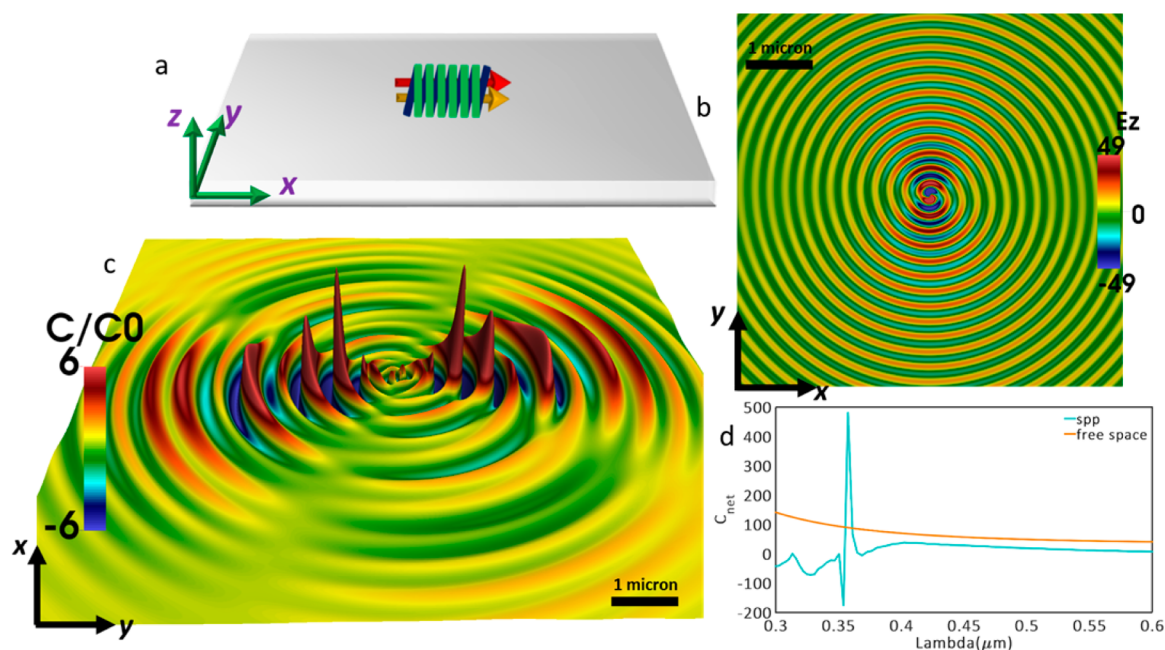 a
z
y
x
b
1 micron
Ez
49
0
-49
y
x
c
C/C0
6
-6
x
y
1 micron
d
500
400
300
200
100
0
-100
-200
C_net
spp
free space
0.3
0.35
0.4
0.45
0.5
0.55
0.6
Lambda(μm)